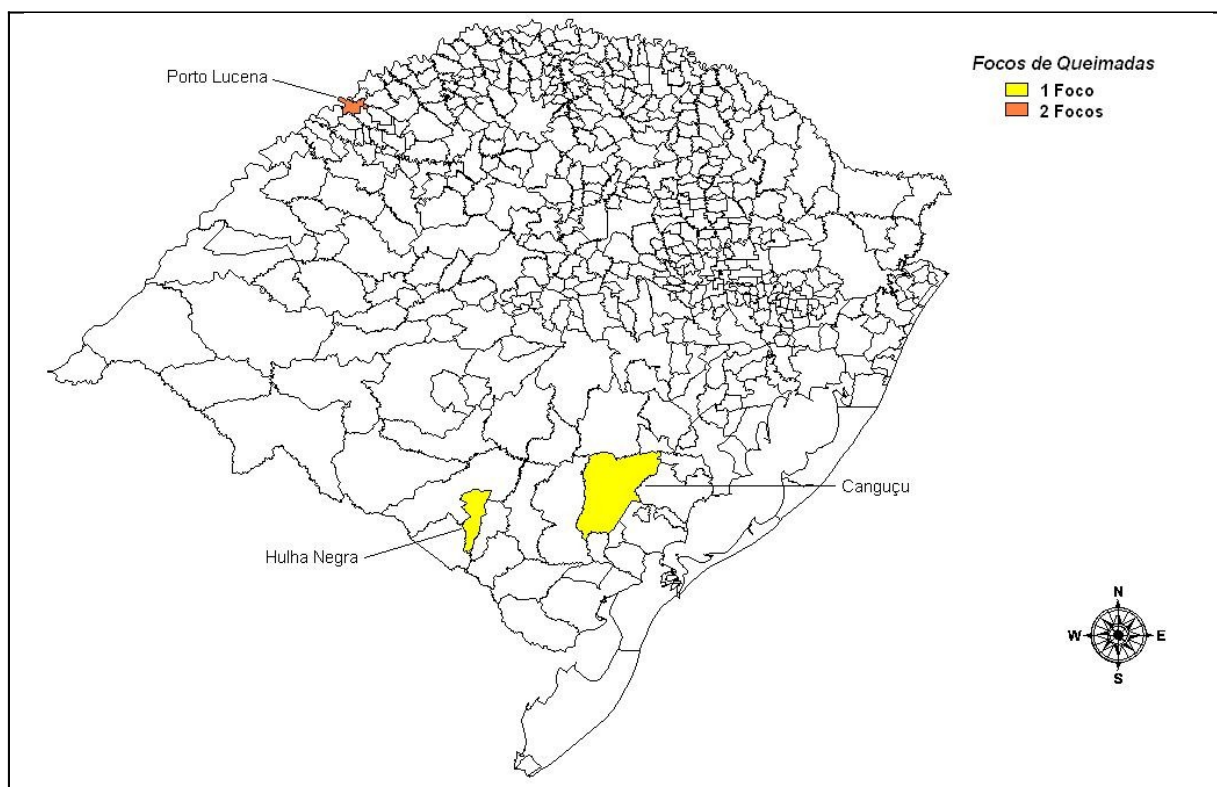 Porto Lucena
Focos de Queimadas
1 Foco
2 Focos
Canguçu
Hulha Negra
N
W
E
S